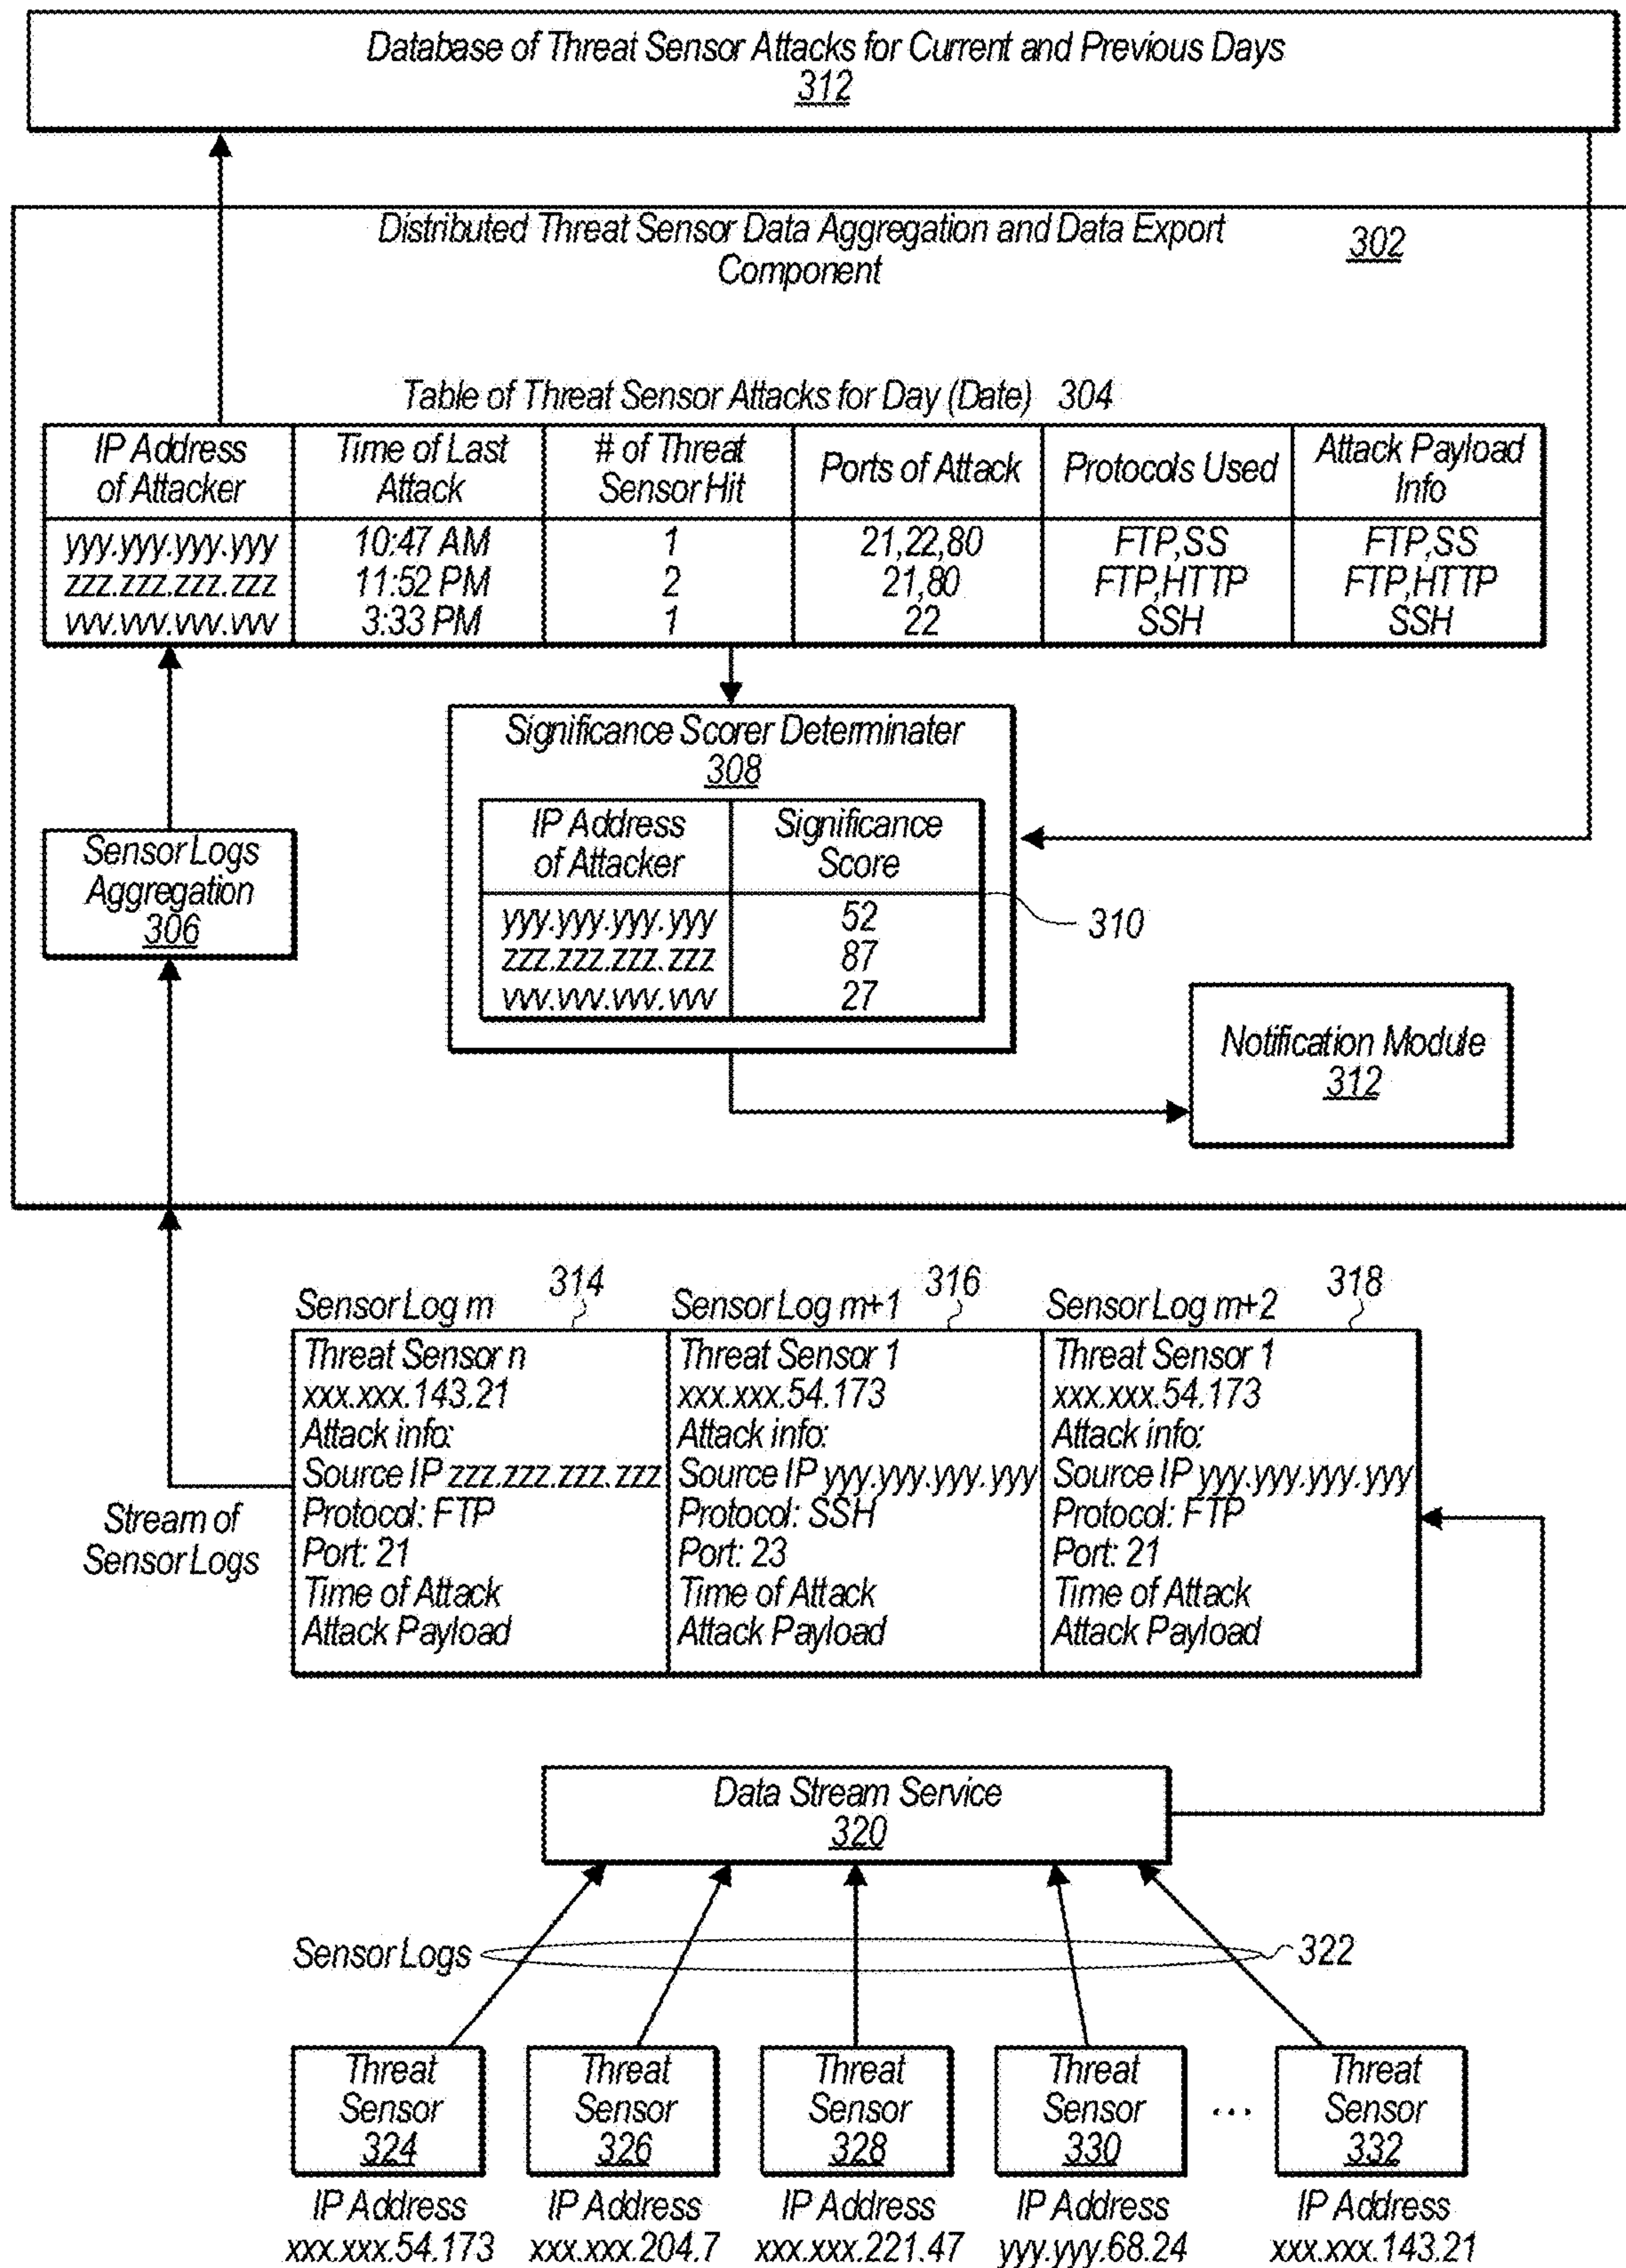 Database of Threat Sensor Attacks for Current and Previous Days
312
Distributed Threat Sensor Data Aggregation and Data Export
Component
302
Table of Threat Sensor Attacks for Day (Date) 304
IP Address
of Attacker
Time of Last
Attack
# of Threat
Sensor Hit
Ports of Attack
Protocols Used
Attack Payload
Info
yyy.yyy.yyy.yyy 10:47 AM 1 21,22,80 FTP,SS FTP,SS
zzz.zzz.zzz.zzz 11:52 PM 2 21,80 FTP,HTTP FTP,HTTP
vvv.vvv.vvv.vvv 3:33 PM 1 22 SSH SSH
Significance Scorer Determinater
308
IP Address
of Attacker
Significance
Score
yyy.yyy.yyy.yyy 52
zzz.zzz.zzz.zzz 87
vvv.vvv.vvv.vvv 27
310
Sensor Logs
Aggregation
306
Notification Module
312
Stream of
Sensor Logs
Sensor Log m
314
Threat Sensor n
xxx.xxx.143.21
Attack info:
Source IP zzz.zzz.zzz.zzz
Protocol: FTP
Port: 21
Time of Attack
Attack Payload
Sensor Log m+1
316
Threat Sensor 1
xxx.xxx.54.173
Attack info:
Source IP yyy.yyy.yyy.yyy
Protocol: SSH
Port: 23
Time of Attack
Attack Payload
Sensor Log m+2
318
Threat Sensor 1
xxx.xxx.54.173
Attack info:
Source IP yyy.yyy.yyy.yyy
Protocol: FTP
Port: 21
Time of Attack
Attack Payload
Data Stream Service
320
Sensor Logs
322
Threat
Sensor
324
IP Address
xxx.xxx.54.173
Threat
Sensor
326
IP Address
xxx.xxx.204.7
Threat
Sensor
328
IP Address
xxx.xxx.221.47
Threat
Sensor
330
IP Address
yyy.yyy.68.24
...
Threat
Sensor
332
IP Address
xxx.xxx.143.21